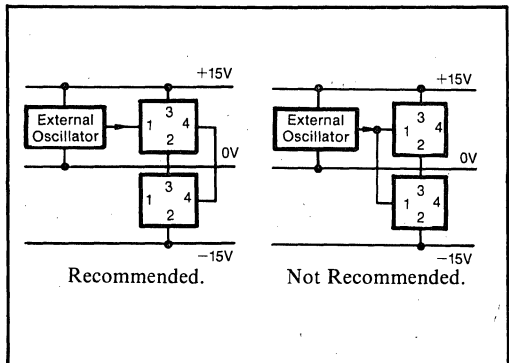 +15V
External
Oscillator
1 3 4
2
0V
1 3 4
2
−15V
Recommended.
+15V
External
Oscillator
1 3 4
2
0V
1 3 4
2
−15V
Not Recommended.